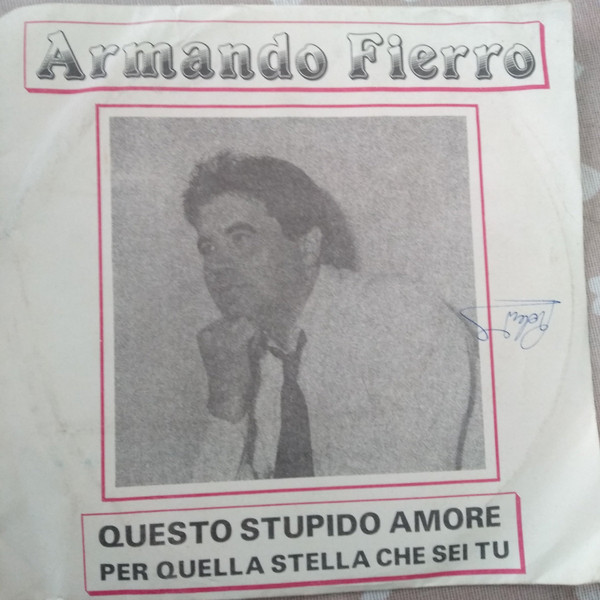 Armando Fierro
QUESTO STUPIDO AMORE
PER QUELLA STELLA CHE SEI TU